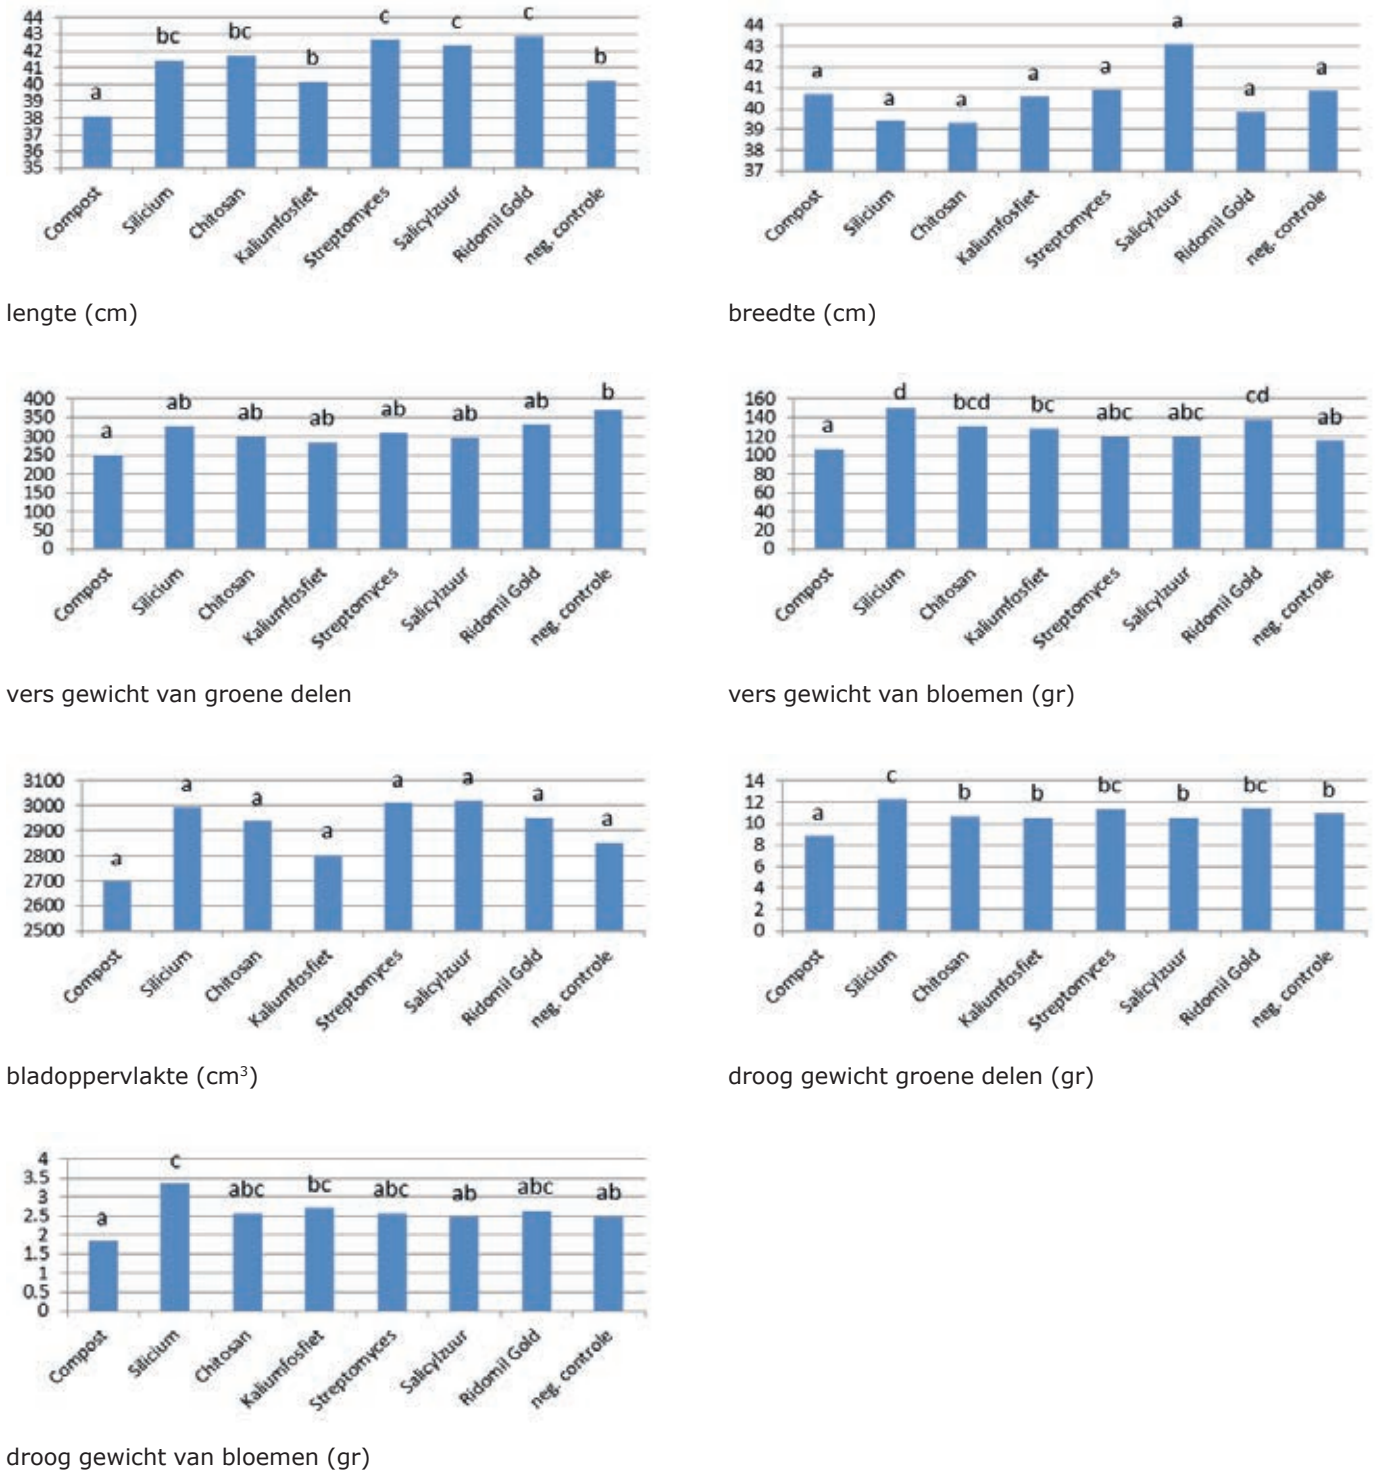 44
43
42
41
40
39
38
37
36
35
a bc bc b c c c b
Compost Silicium Chitosan Kaliumfosfiet Streptomyces Salicylzuur Ridomil Gold neg. controle
lengte (cm)
44
43
42
41
40
39
38
37
a a a a a a a a
Compost Silicium Chitosan Kaliumfosfiet Streptomyces Salicylzuur Ridomil Gold neg. controle
breedte (cm)
400
350
300
250
200
150
100
50
0
a ab ab ab ab ab ab b
Compost Silicium Chitosan Kaliumfosfiet Streptomyces Salicylzuur Ridomil Gold neg. controle
vers gewicht van groene delen
160
140
120
100
80
60
40
20
0
a d bcd bc abc abc cd ab
Compost Silicium Chitosan Kaliumfosfiet Streptomyces Salicylzuur Ridomil Gold neg. controle
vers gewicht van bloemen (gr)
3100
3000
2900
2800
2700
2600
2500
a a a a a a a a
Compost Silicium Chitosan Kaliumfosfiet Streptomyces Salicylzuur Ridomil Gold neg. controle
bladoppervlakte (cm³)
14
12
10
8
6
4
2
0
a c b b bc b bc b
Compost Silicium Chitosan Kaliumfosfiet Streptomyces Salicylzuur Ridomil Gold neg. controle
droog gewicht groene delen (gr)
4
3.5
3
2.5
2
1.5
1
0.5
0
a c abc bc abc ab abc ab
Compost Silicium Chitosan Kaliumfosfiet Streptomyces Salicylzuur Ridomil Gold neg. controle
droog gewicht van bloemen (gr)